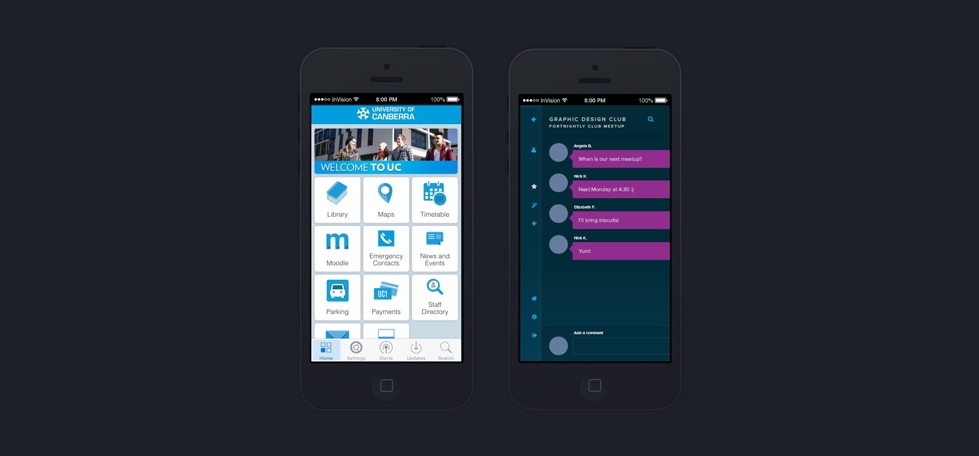 InVision
8:00 PM
100%
UNIVERSITY OF
CANBERRA
WELCOME TO UC
Library
Maps
Timetable
m
Moodle
Emergency
Contacts
News and
Events
Parking
UC1
Payments
Staff
Directory
Home
Settings
Alerts
Updates
Search
InVision
8:00 PM
100%
GRAPHIC DESIGN CLUB
FORTNIGHTLY CLUB MEETUP
Angela B.
When is our next meetup?
Nick K.
Next Monday at 4:30 :)
Elizabeth F.
I'll bring biscuits!
Nick K.
Yum!
Add a comment